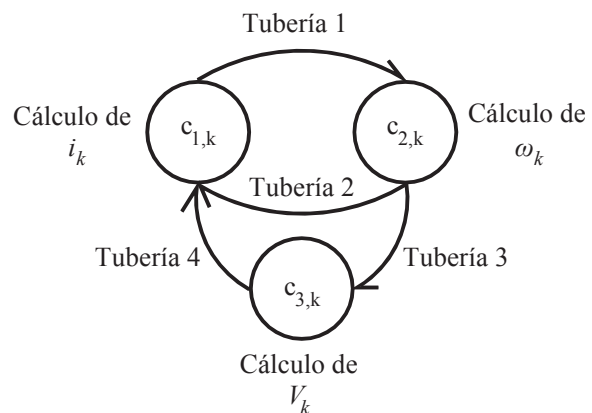 Tubería 1
Cálculo de
i_k
c_{1,k}
c_{2,k}
Cálculo de
ω_k
Tubería 2
Tubería 4
Tubería 3
c_{3,k}
Cálculo de
V_k